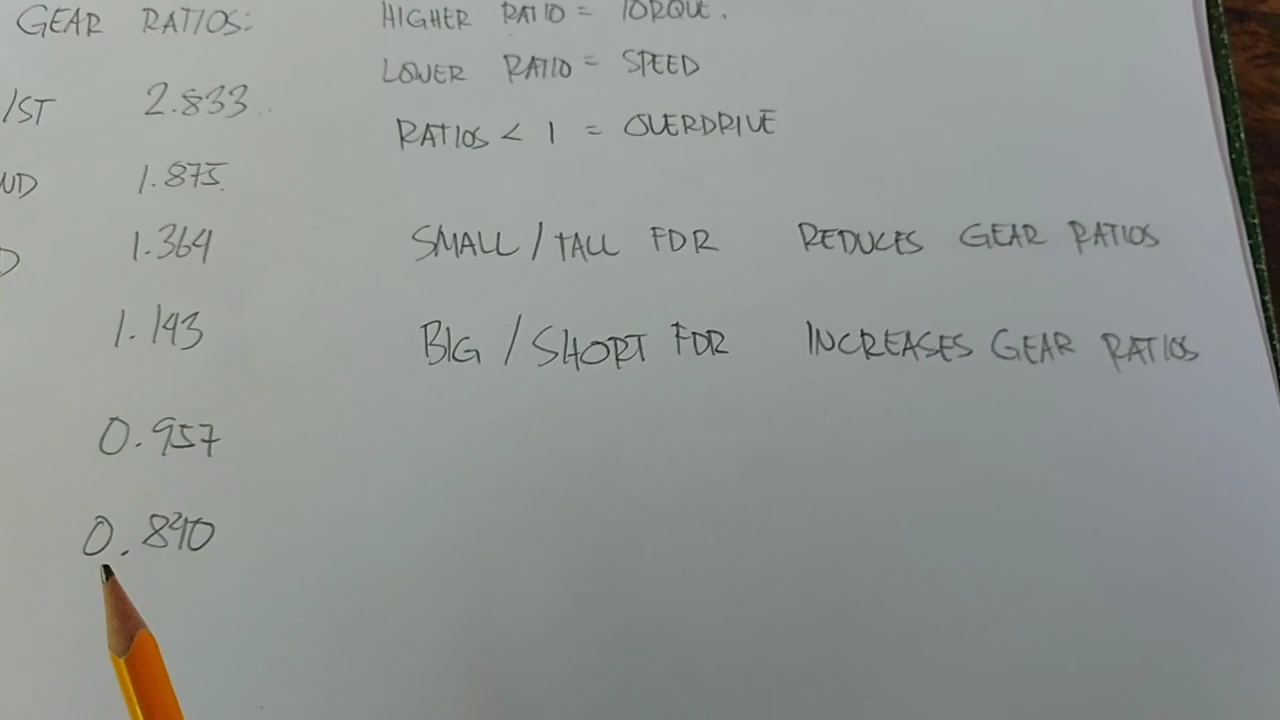 GEAR RATIOS:
1ST 2.833
ND 1.875
D 1.364
1.143
0.957
0.840
HIGHER RATIO = TORQUE.
LOWER RATIO = SPEED
RATIOS < 1 = OVERDRIVE
SMALL / TALL FDR REDUCES GEAR RATIOS
BIG / SHORT FDR INCREASES GEAR RATIOS